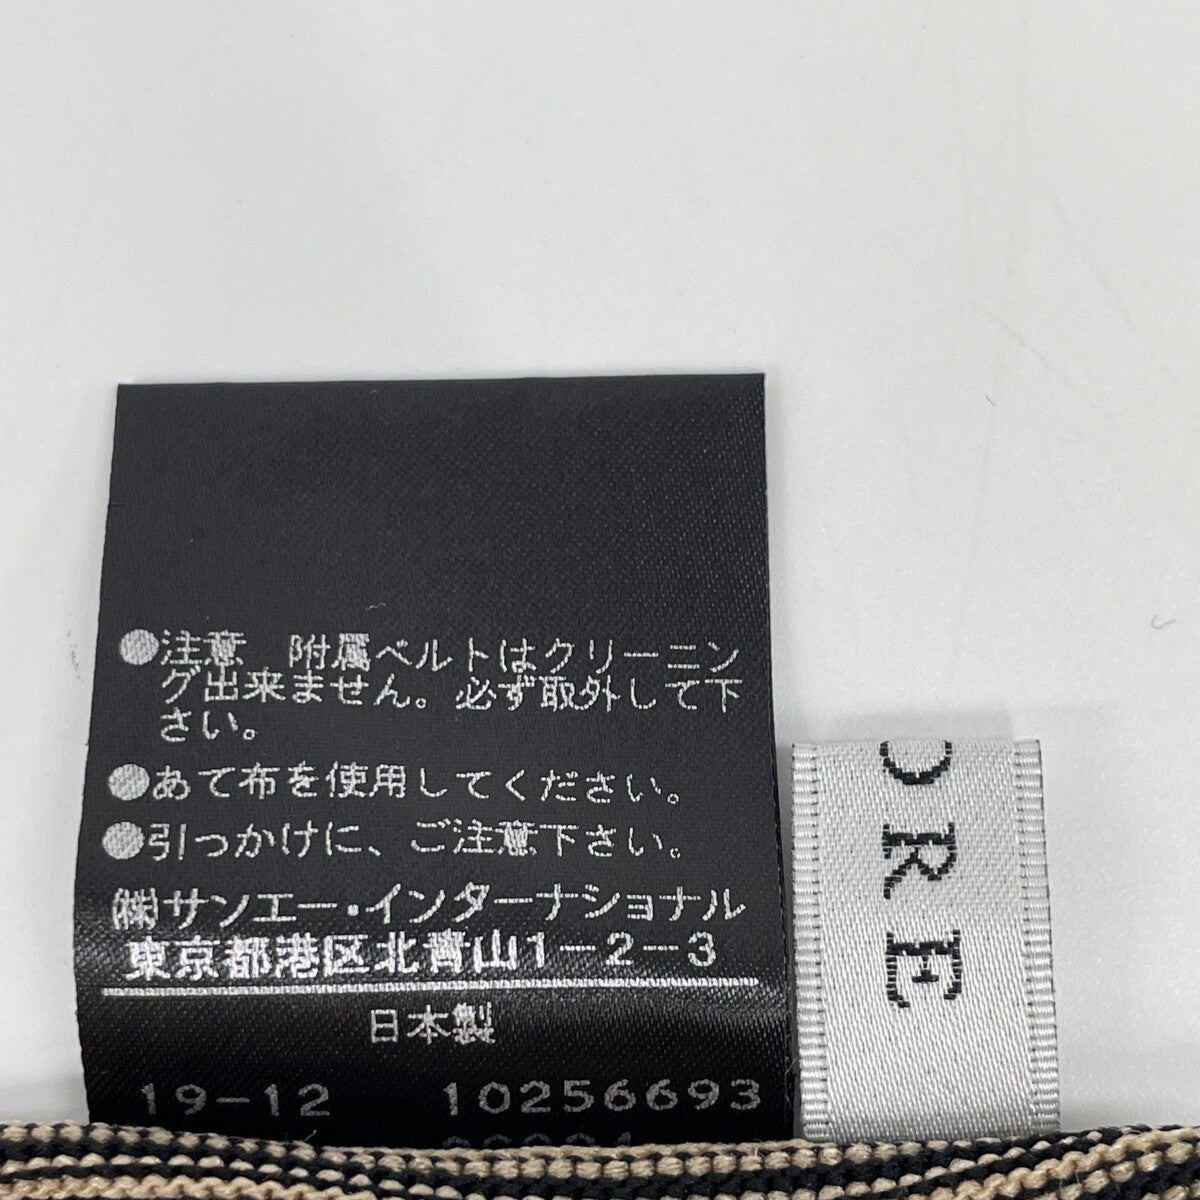 ●注意 附属ベルトはクリーニン
グ出来ません。必ず取外して下
さい。
●あて布を使用してください。
●引っかけに、ご注意下さい。
㈱サンエー・インターナショナル
東京都港区北青山1-2-3
日本製
19-12 10256693
ORE